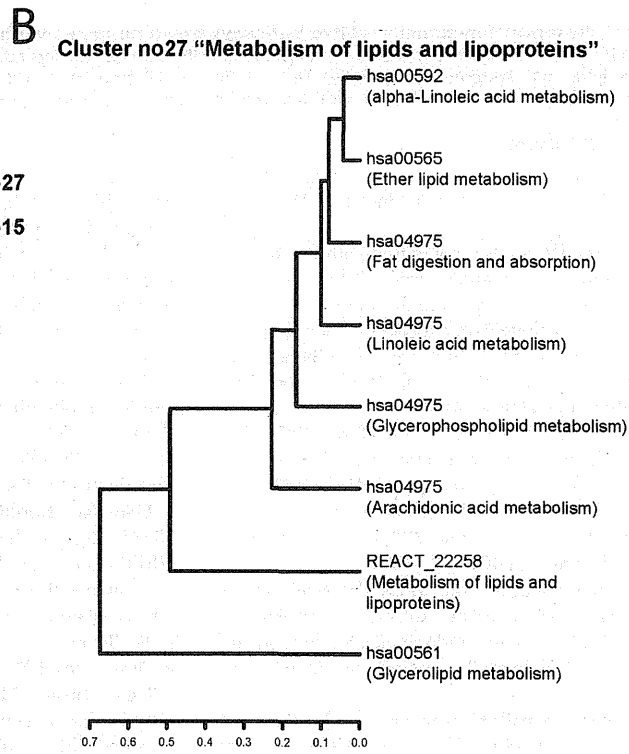 B
Cluster no27 “Metabolism of lipids and lipoproteins”
hsa00592
(alpha-Linoleic acid metabolism)
hsa00565
(Ether lipid metabolism)
-27
-15
hsa04975
(Fat digestion and absorption)
hsa04975
(Linoleic acid metabolism)
hsa04975
(Glycerophospholipid metabolism)
hsa04975
(Arachidonic acid metabolism)
REACT_22258
(Metabolism of lipids and
lipoproteins)
hsa00561
(Glycerolipid metabolism)
0.7 0.6 0.5 0.4 0.3 0.2 0.1 0.0